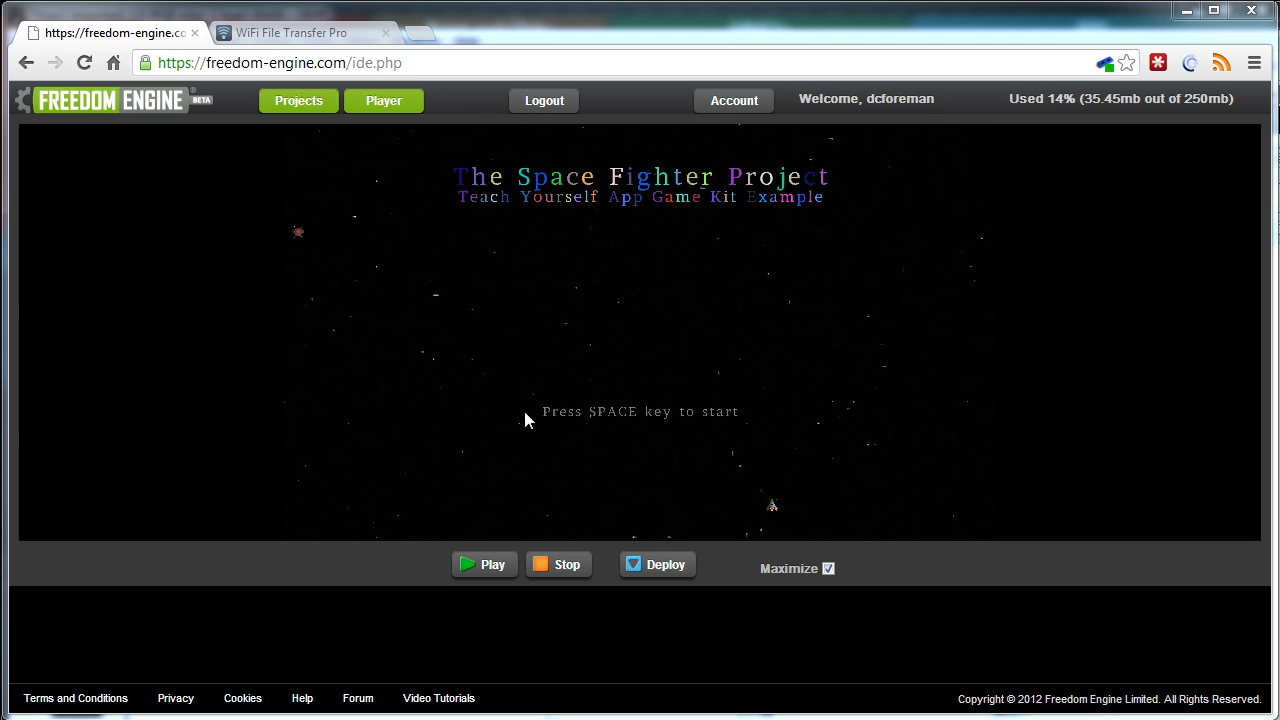 https://freedom-engine.co
WiFi File Transfer Pro
https://freedom-engine.com/ide.php
FREEDOM ENGINE® BETA
Projects
Player
Logout
Account
Welcome, dcforeman
Used 14% (35.45mb out of 250mb)
The Space Fighter Project
Teach Yourself App Game Kit Example
Press SPACE key to start
Play
Stop
Deploy
Maximize
Terms and Conditions
Privacy
Cookies
Help
Forum
Video Tutorials
Copyright © 2012 Freedom Engine Limited. All Rights Reserved.